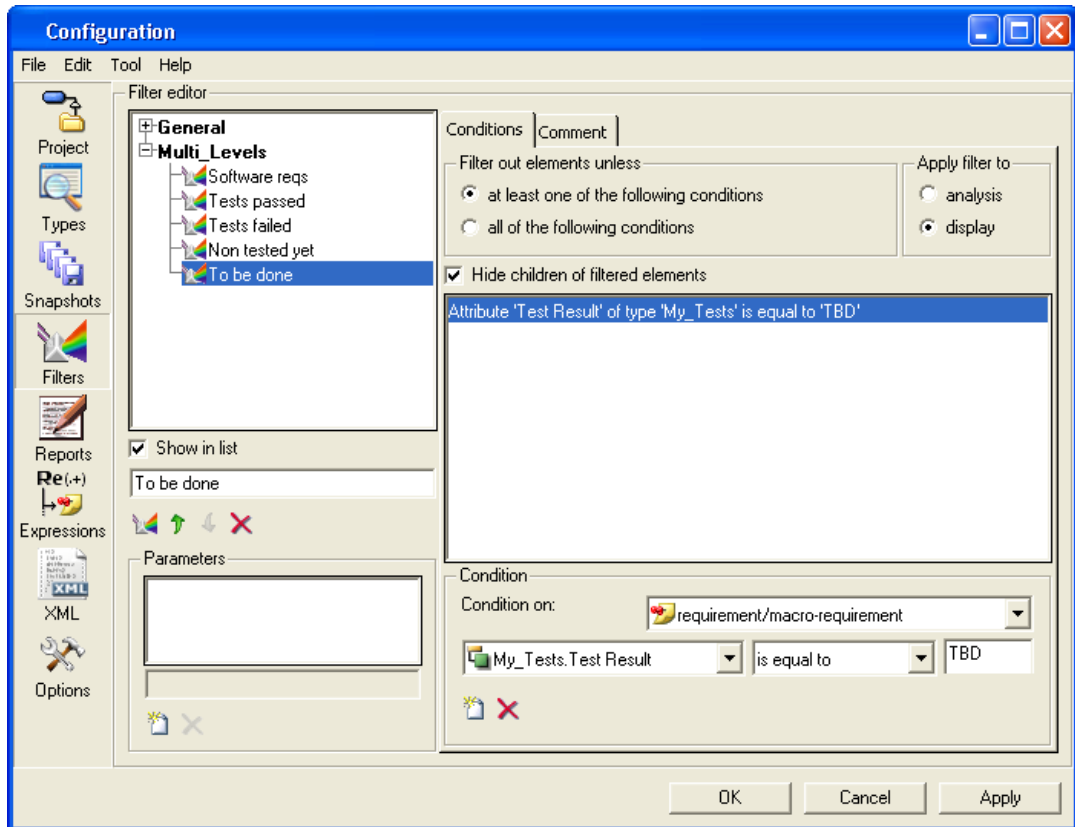 Configuration
File Edit Tool Help
Project
Types
Snapshots
Filters
Reports
Re(.+)
Expressions
XML
XML
Options
Filter editor
General
Multi_Levels
Software reqs
Tests passed
Tests failed
Non tested yet
To be done
Show in list
To be done
Parameters
Conditions Comment
Filter out elements unless
at least one of the following conditions
all of the following conditions
Apply filter to
analysis
display
Hide children of filtered elements
Attribute 'Test Result' of type 'My_Tests' is equal to 'TBD'
Condition
Condition on: requirement/macro-requirement
My_Tests.Test Result is equal to TBD
OK Cancel Apply